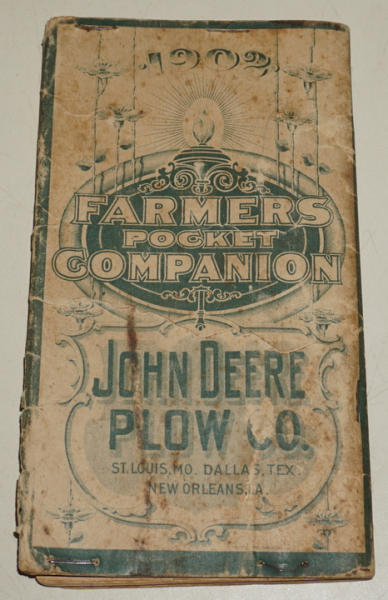 1902
FARMERS
POCKET
COMPANION
JOHN DEERE
PLOW CO.
ST. LOUIS, MO. DALLAS, TEX.
NEW ORLEANS, LA.